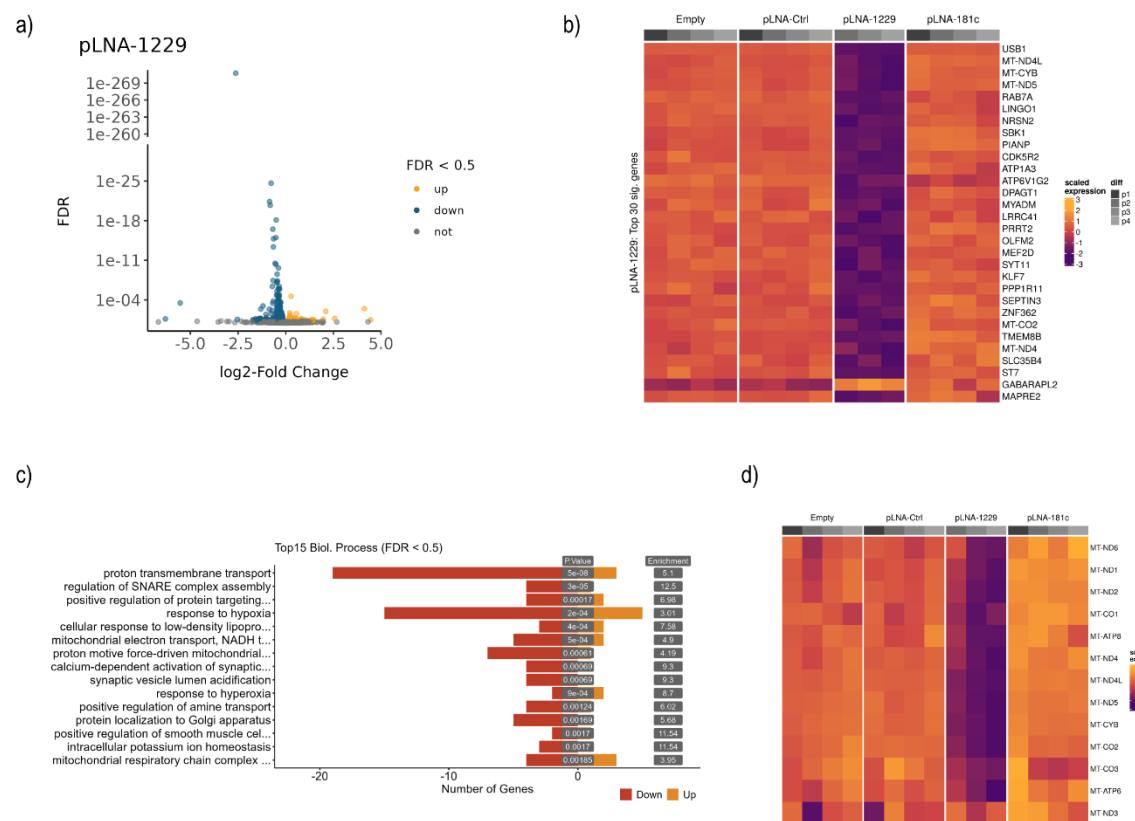 a)
pLNA-1229
1e-269
1e-266
1e-263
1e-260
1e-25
1e-18
1e-11
1e-04
FDR
-5.0 -2.5 0.0 2.5 5.0
log2-Fold Change
FDR < 0.5
up
down
not
b)
Empty pLNA-Ctrl pLNA-1229 pLNA-181c
pLNA-1229: Top 30 sig. genes
USB1
MT-ND4L
MT-CYB
MT-ND5
RAB7A
LINGO1
NRSN2
SBK1
PIANP
CDK5R2
ATP1A3
ATP6V1G2
DPAGT1
MYADM
LRRC41
PRRT2
OLFM2
MEF2D
SYT11
KLF7
PPP1R11
SEPTIN3
ZNF362
MT-CO2
TMEM8B
MT-ND4
SLC35B4
ST7
GABARAPL2
MAPRE2
scaled
expression
3
2
1
0
-1
-2
-3
diff
p1
p2
p3
p4
c)
Top15 Biol. Process (FDR < 0.5)
P.Value Enrichment
proton transmembrane transport 5e-08 5.1
regulation of SNARE complex assembly 3e-05 12.5
positive regulation of protein targeting... 0.00017 6.98
response to hypoxia 2e-04 3.01
cellular response to low-density lipopro... 4e-04 7.58
mitochondrial electron transport, NADH t... 5e-04 4.9
proton motive force-driven mitochondrial... 0.00061 4.19
calcium-dependent activation of synaptic... 0.00069 9.3
synaptic vesicle lumen acidification 0.00069 9.3
response to hyperoxia 9e-04 8.7
positive regulation of amine transport 0.00124 6.02
protein localization to Golgi apparatus 0.00169 5.68
positive regulation of smooth muscle cel... 0.0017 11.54
intracellular potassium ion homeostasis 0.0017 11.54
mitochondrial respiratory chain complex ... 0.00185 3.95
-20 -10 0
Number of Genes
Down Up
d)
Empty pLNA-Ctrl pLNA-1229 pLNA-181c
MT-ND6
MT-ND1
MT-ND2
MT-CO1
MT-ATP8
MT-ND4
MT-ND4L
MT-ND5
MT-CYB
MT-CO2
MT-CO3
MT-ATP6
MT-ND3